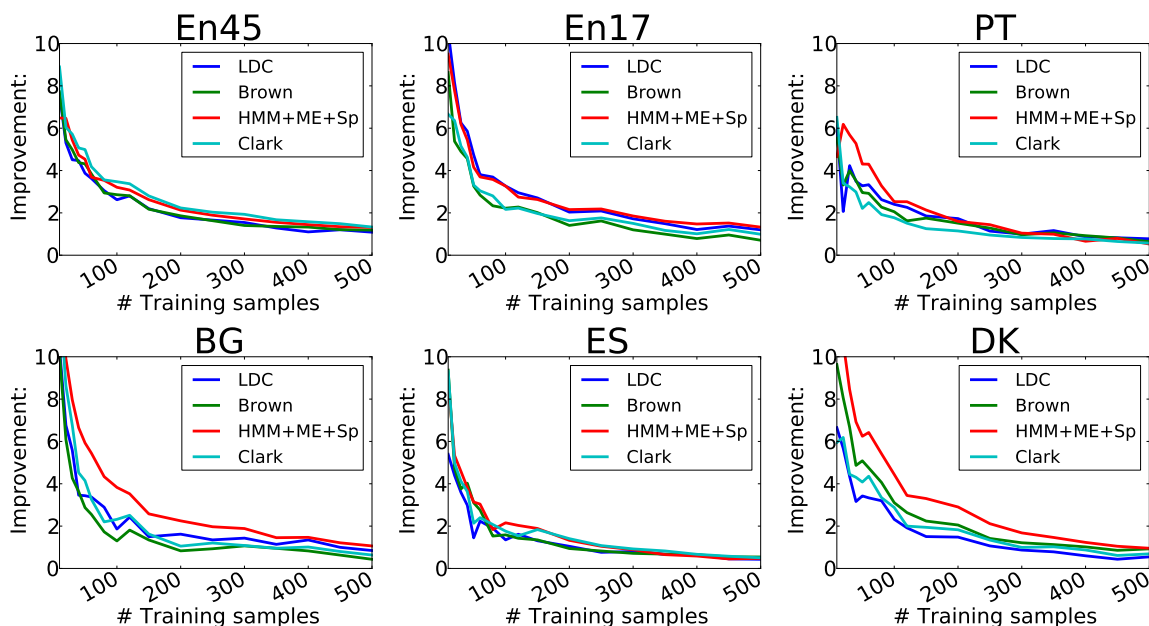 En45
En17
PT
Improvement:
10
8
6
4
2
0
LDC
Brown
HMM+ME+Sp
Clark
100
200
300
400
500
# Training samples
Improvement:
10
8
6
4
2
0
LDC
Brown
HMM+ME+Sp
Clark
100
200
300
400
500
# Training samples
Improvement:
10
8
6
4
2
0
LDC
Brown
HMM+ME+Sp
Clark
100
200
300
400
500
# Training samples
BG
ES
DK
Improvement:
10
8
6
4
2
0
LDC
Brown
HMM+ME+Sp
Clark
100
200
300
400
500
# Training samples
Improvement:
10
8
6
4
2
0
LDC
Brown
HMM+ME+Sp
Clark
100
200
300
400
500
# Training samples
Improvement:
10
8
6
4
2
0
LDC
Brown
HMM+ME+Sp
Clark
100
200
300
400
500
# Training samples